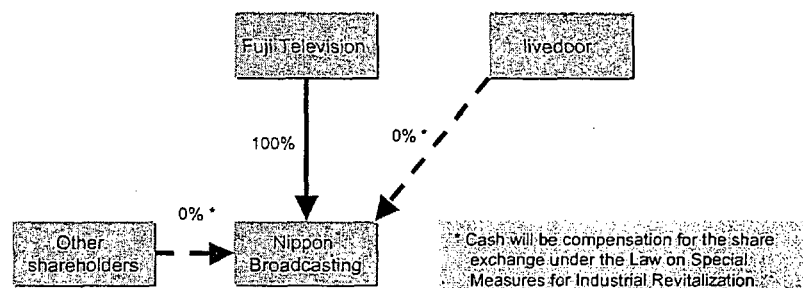 Fuji Television
livedoor
100%
0% *
0% *
Other
shareholders
Nippon
Broadcasting
* Cash will be compensation for the share
exchange under the Law on Special
Measures for Industrial Revitalization.